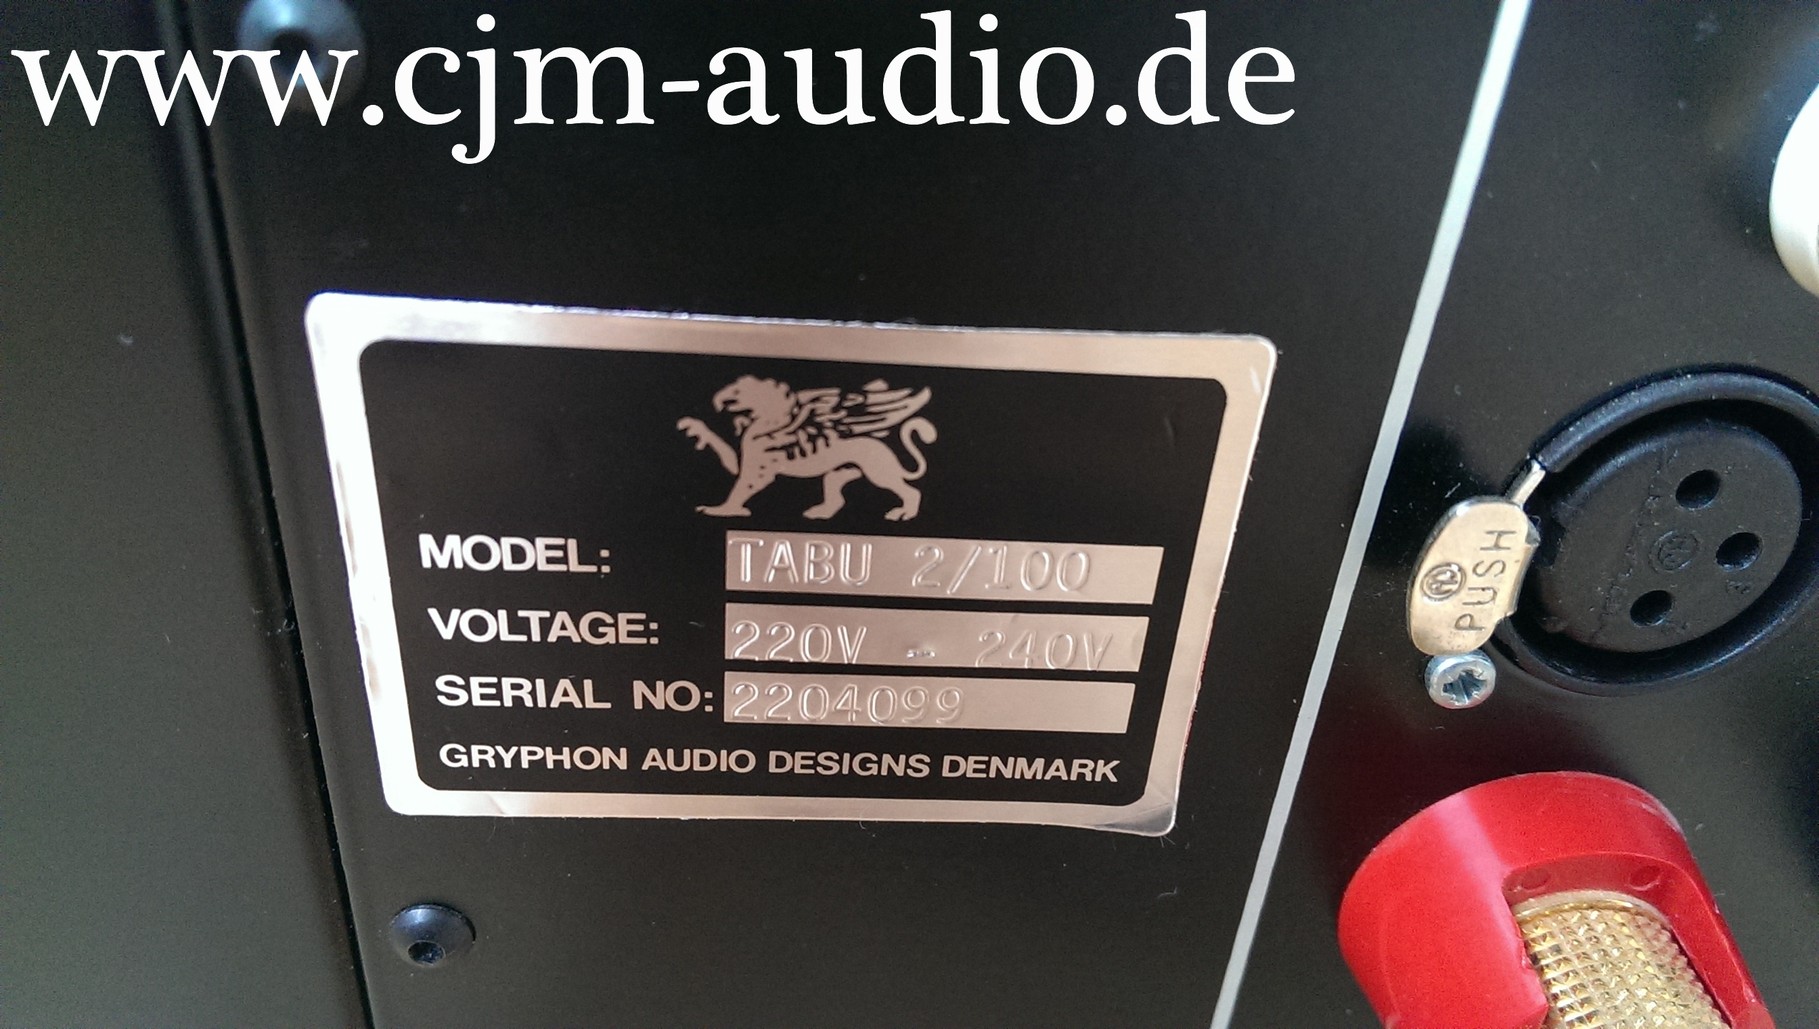 www.cjm-audio.de
MODEL: TABU 2/100
VOLTAGE: 220V - 240V
SERIAL NO: 2204099
GRYPHON AUDIO DESIGNS DENMARK
PUSH